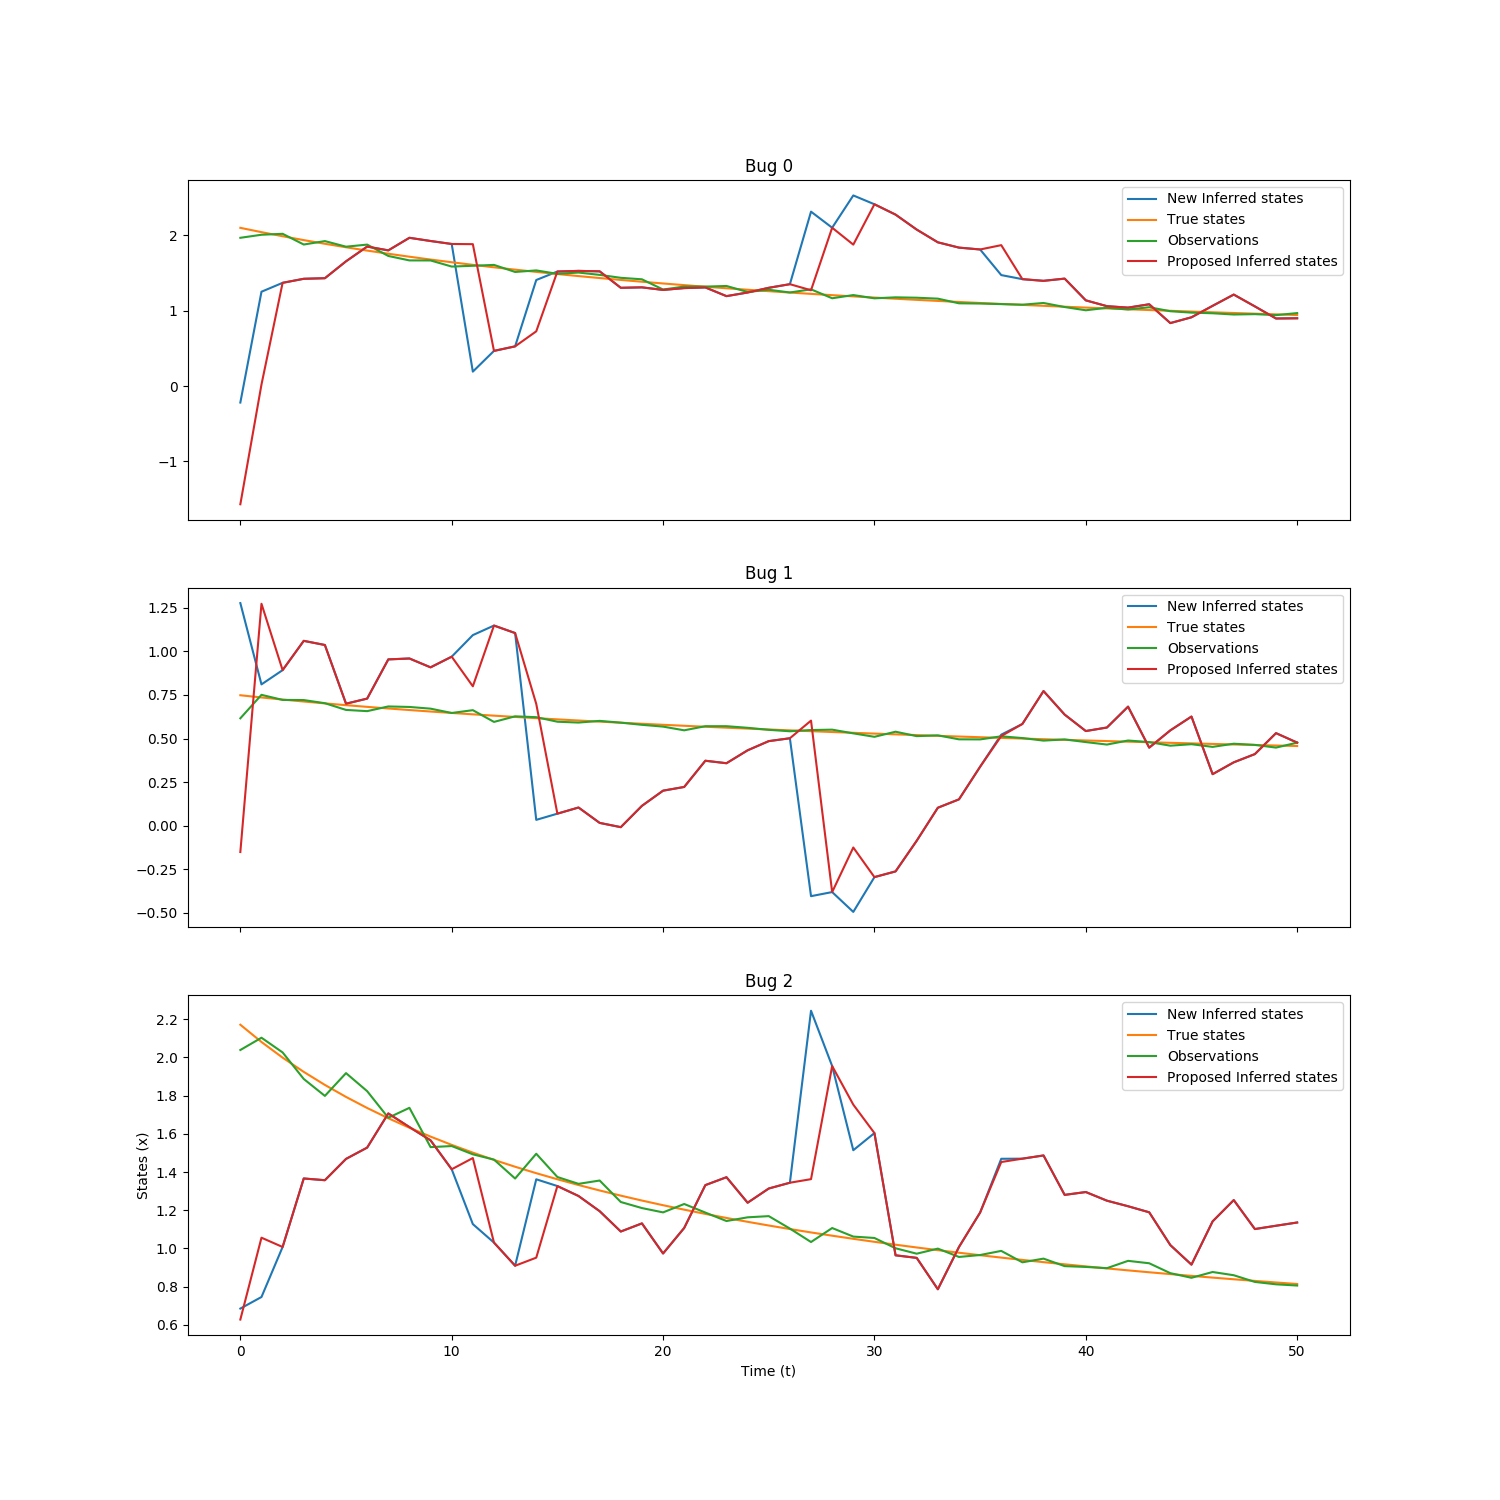 Bug 0
New Inferred states
True states
Observations
Proposed Inferred states
2
1
0
−1
Bug 1
New Inferred states
True states
Observations
Proposed Inferred states
1.25
1.00
0.75
0.50
0.25
0.00
−0.25
−0.50
Bug 2
New Inferred states
True states
Observations
Proposed Inferred states
2.2
2.0
1.8
1.6
1.4
1.2
1.0
0.8
0.6
States (x)
0 10 20 30 40 50
Time (t)